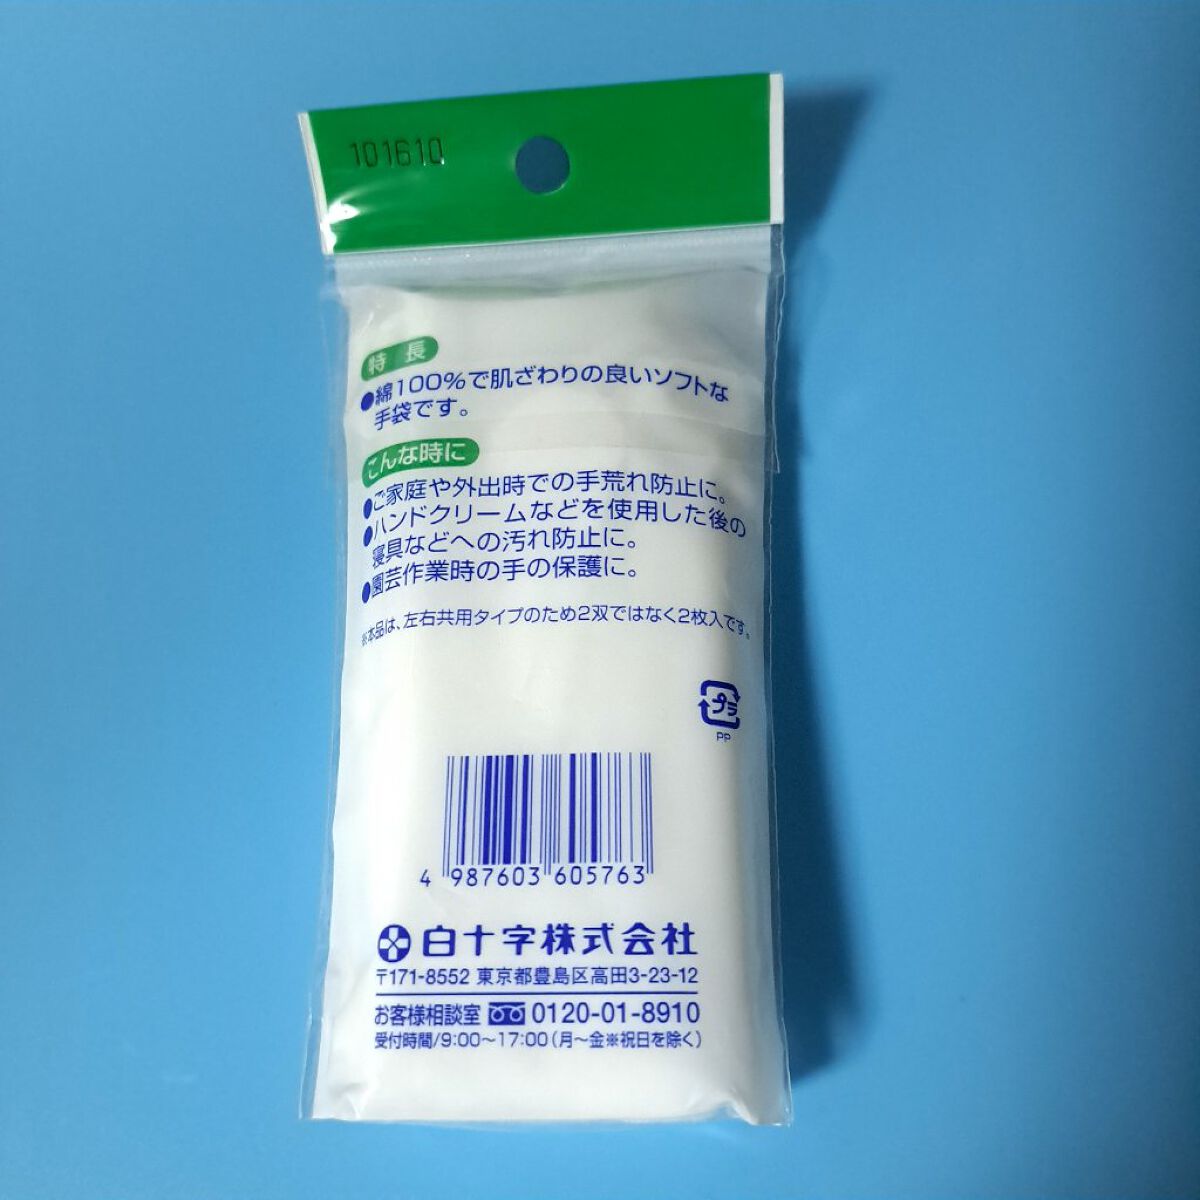 101610
特長
●綿100%で肌ざわりの良いソフトな
手袋です。
こんな時に
●ご家庭や外出時での手荒れ防止に。
●ハンドクリームなどを使用した後の
寝具などへの汚れ防止に。
●園芸作業時の手の保護に。
※本品は、左右共用タイプのため2双ではなく2枚入です。
プラ
PP
4 987603 605763
白十字株式会社
〒171-8552 東京都豊島区高田3-23-12
お客様相談室 0120-01-8910
受付時間/9:00〜17:00(月〜金※祝日を除く)